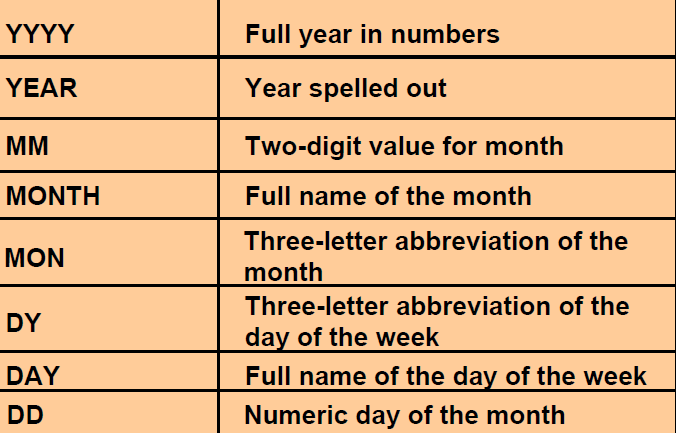 YYYY Full year in numbers
YEAR Year spelled out
MM Two-digit value for month
MONTH Full name of the month
MON Three-letter abbreviation of the
month
DY Three-letter abbreviation of the
day of the week
DAY Full name of the day of the week
DD Numeric day of the month